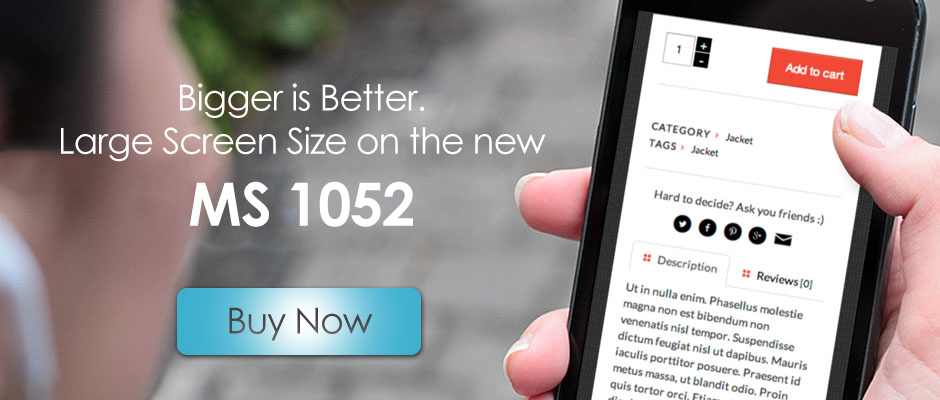 Bigger is Better.
Large Screen Size on the new
MS 1052
Buy Now
1
+
-
Add to cart
CATEGORY › Jacket
TAGS › Jacket
Hard to decide? Ask you friends :)
Description
Reviews [0]
Ut in nulla enim. Phasellus molestie
magna non est bibendum non
venenatis nisl tempor. Suspendisse
dictum feugiat nisl ut dapibus. Mauris
iaculis porttitor posuere. Praesent id
metus massa, ut blandit odio. Proin
quis tortor orci. Etiam